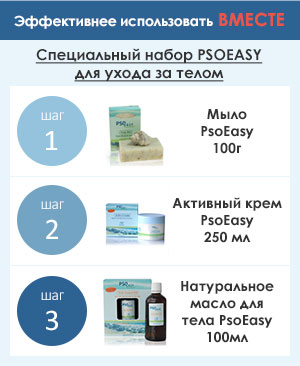 Эффективнее использовать ВМЕСТЕ
Специальный набор PSOEASY
для ухода за телом
шаг
1
Мыло
PsoEasy
100г
шаг
2
Активный крем
PsoEasy
250 мл
шаг
3
Натуральное
масло для
тела PsoEasy
100мл